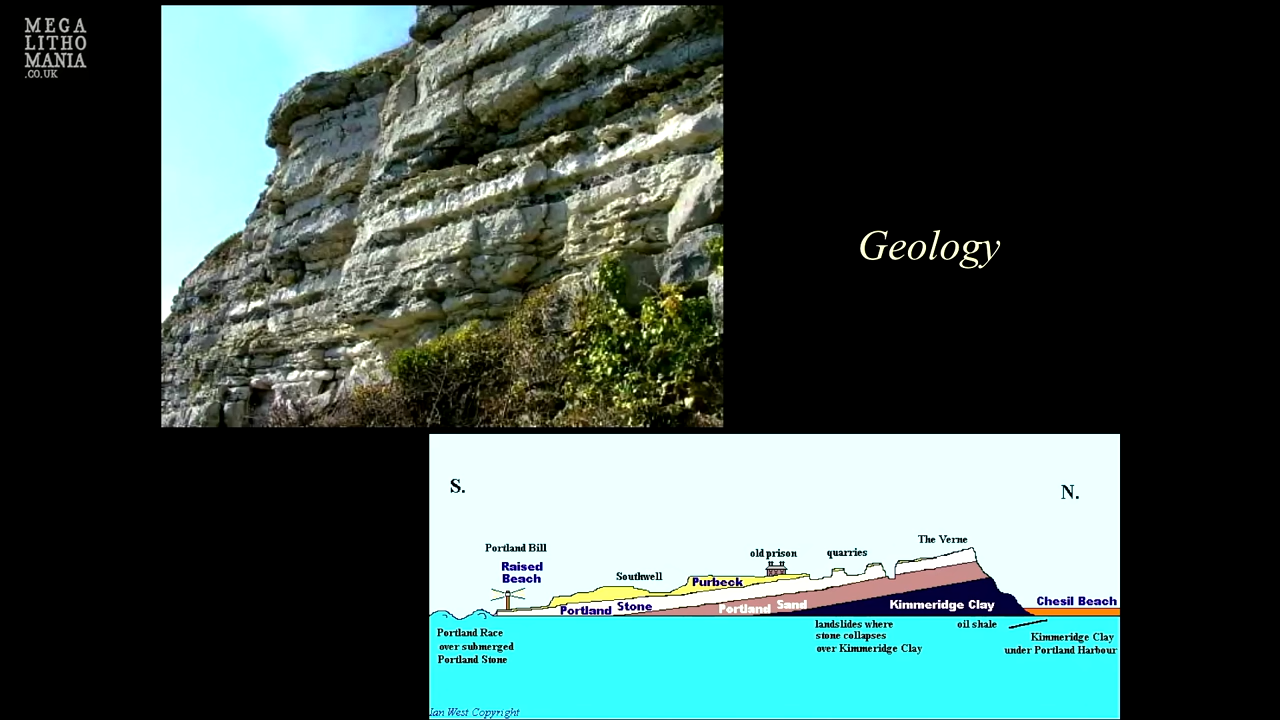 MEGA
LITHO
MANIA
.CO.UK
Geology
S.
N.
The Verne
Portland Bill
old prison
quarries
Raised
Beach
Southwell
Purbeck
Portland Stone
Portland Sand
Kimmeridge Clay
Chesil Beach
Portland Race
over submerged
Portland Stone
landslides where
stone collapses
over Kimmeridge Clay
oil shale
Kimmeridge Clay
under Portland Harbour
Ian West Copyright